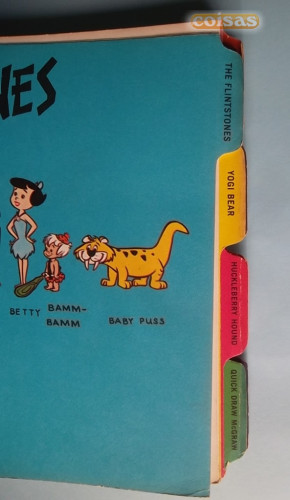 coisas
NES
THE FLINTSTONES
YOGI BEAR
HUCKLEBERRY HOUND
QUICK DRAW McGRAW
BETTY
BAMM-
BAMM
BABY PUSS